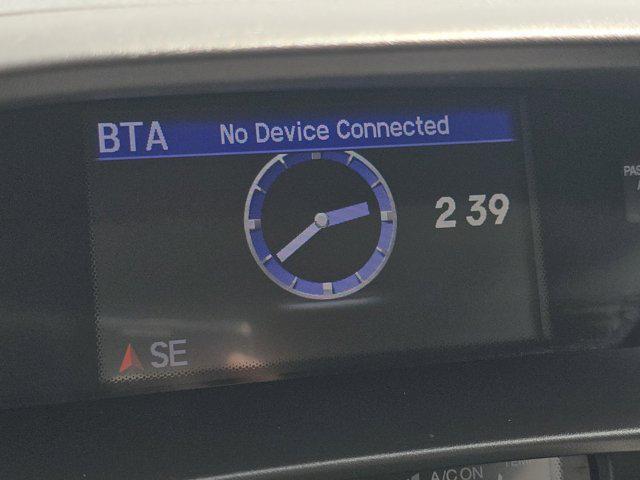 BTA No Device Connected
2 39
SE
A/C ON